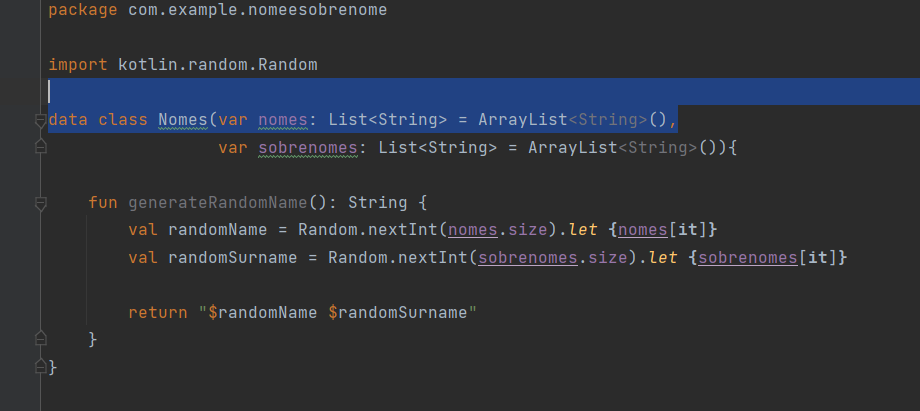 package com.example.nomeesobrenome
import kotlin.random.Random
data class Nomes(var nomes: List<String> = ArrayList<String>(),
var sobrenomes: List<String> = ArrayList<String>()){
fun generateRandomName(): String {
val randomName = Random.nextInt(nomes.size).let {nomes[it]}
val randomSurname = Random.nextInt(sobrenomes.size).let {sobrenomes[it]}
return "$randomName $randomSurname"
}
}